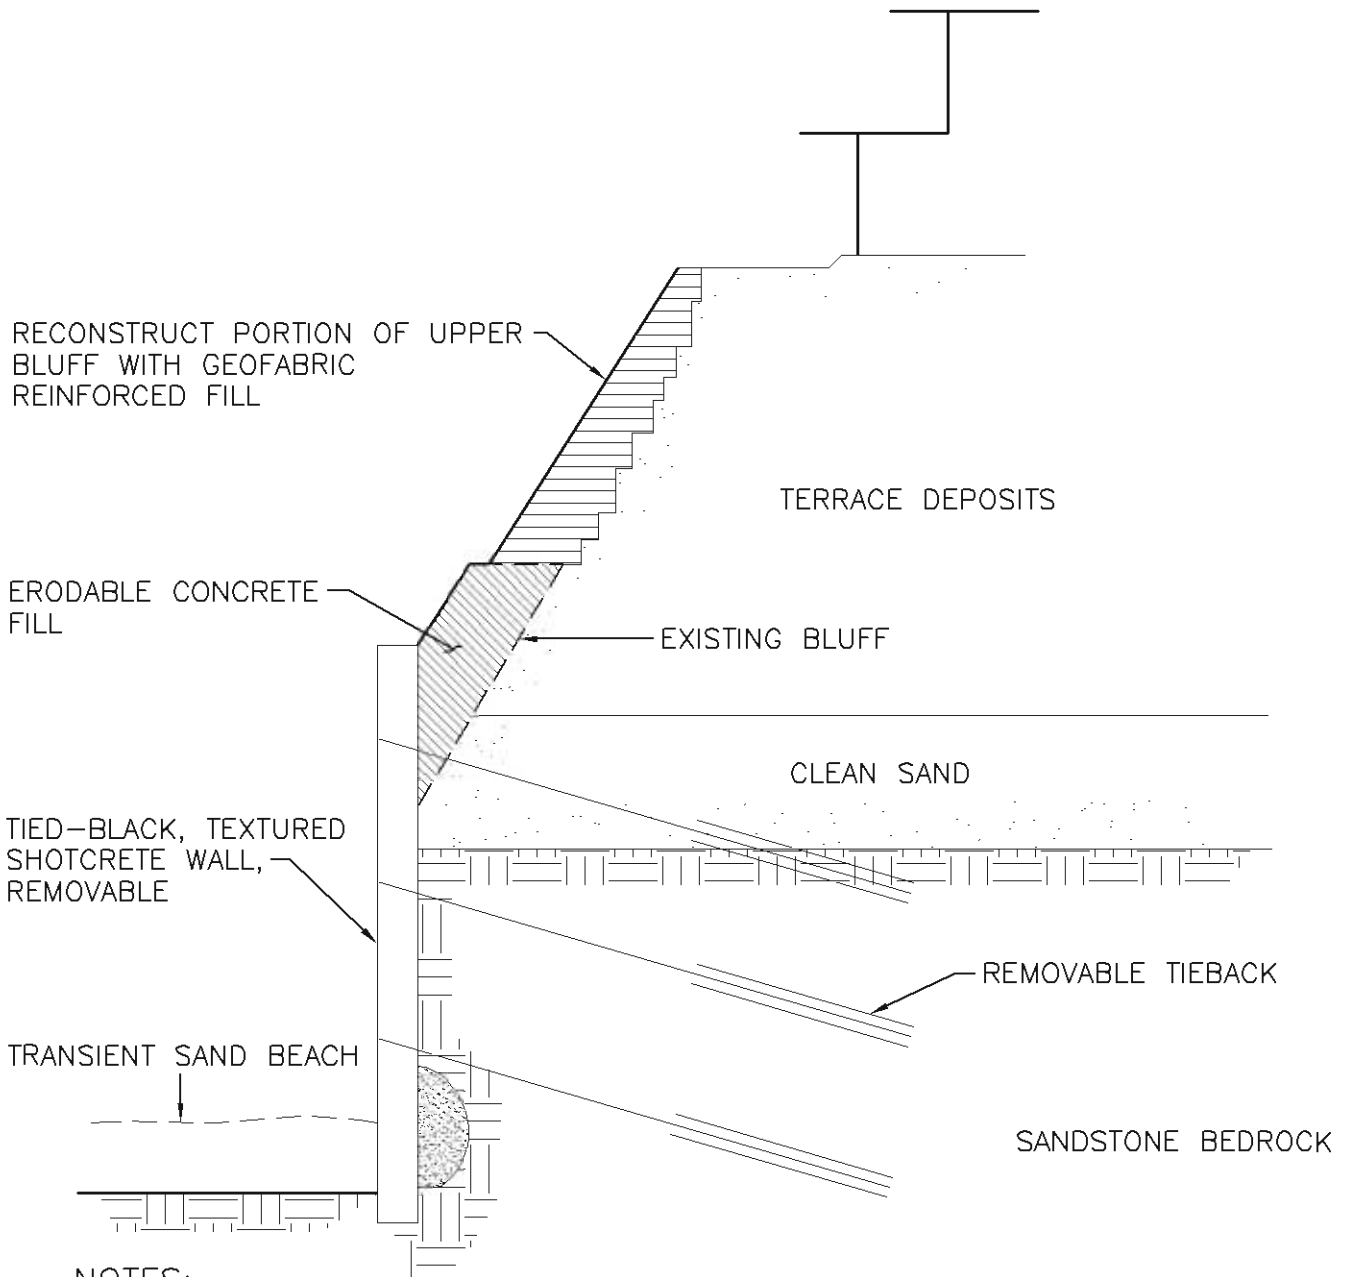 RECONSTRUCT PORTION OF UPPER
BLUFF WITH GEOFABRIC
REINFORCED FILL
TERRACE DEPOSITS
ERODABLE CONCRETE
FILL
EXISTING BLUFF
CLEAN SAND
TIED-BLACK, TEXTURED
SHOTCRETE WALL,
REMOVABLE
REMOVABLE TIEBACK
TRANSIENT SAND BEACH
SANDSTONE BEDROCK
NOTES: